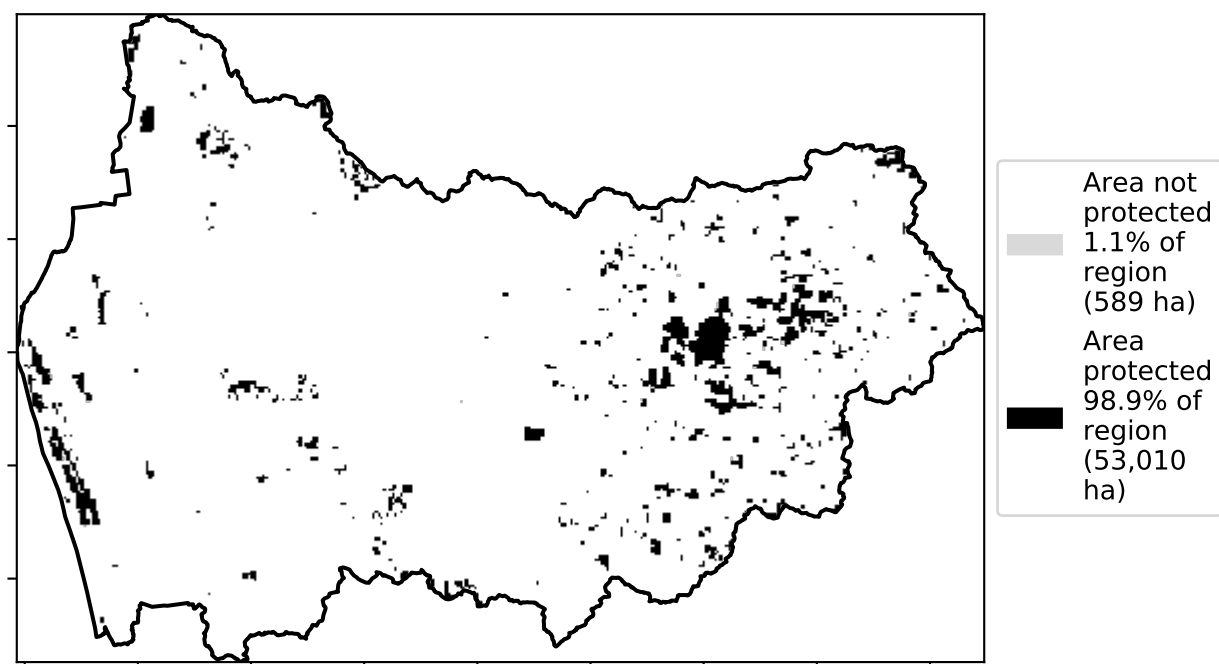 Area not
protected
1.1% of
region
(589 ha)
Area
protected
98.9% of
region
(53,010
ha)